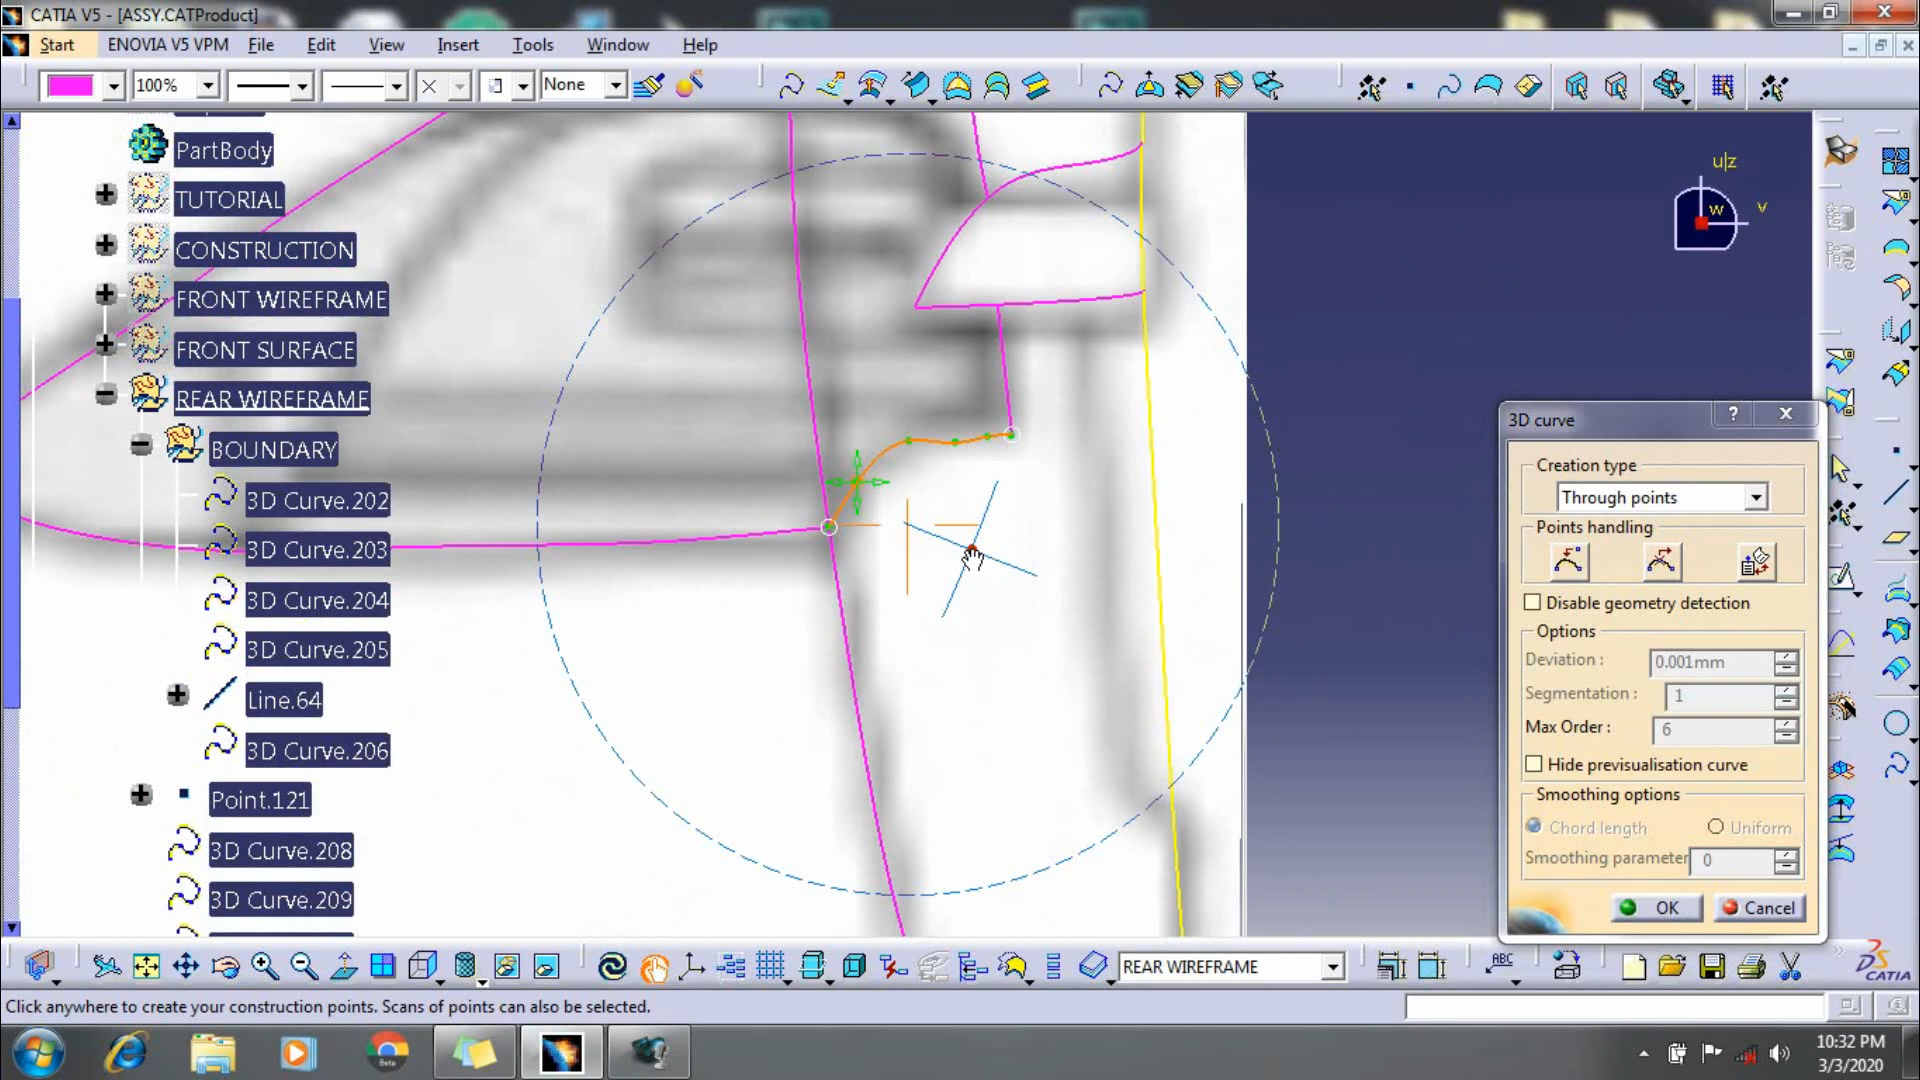 CATIA V5 - [ASSY.CATProduct]
Start ENOVIA V5 VPM File Edit View Insert Tools Window Help
100% None
PartBody
TUTORIAL
CONSTRUCTION
FRONT WIREFRAME
FRONT SURFACE
REAR WIREFRAME
BOUNDARY
3D Curve.202
3D Curve.203
3D Curve.204
3D Curve.205
Line.64
3D Curve.206
Point.121
3D Curve.208
3D Curve.209
u|z
w v
3D curve
Creation type
Through points
Points handling
Disable geometry detection
Options
Deviation : 0.001mm
Segmentation : 1
Max Order : 6
Hide previsualisation curve
Smoothing options
Chord length Uniform
Smoothing parameter 0
OK Cancel
REAR WIREFRAME
ABC
DS CATIA
Click anywhere to create your construction points. Scans of points can also be selected.
Beta
10:32 PM
3/3/2020